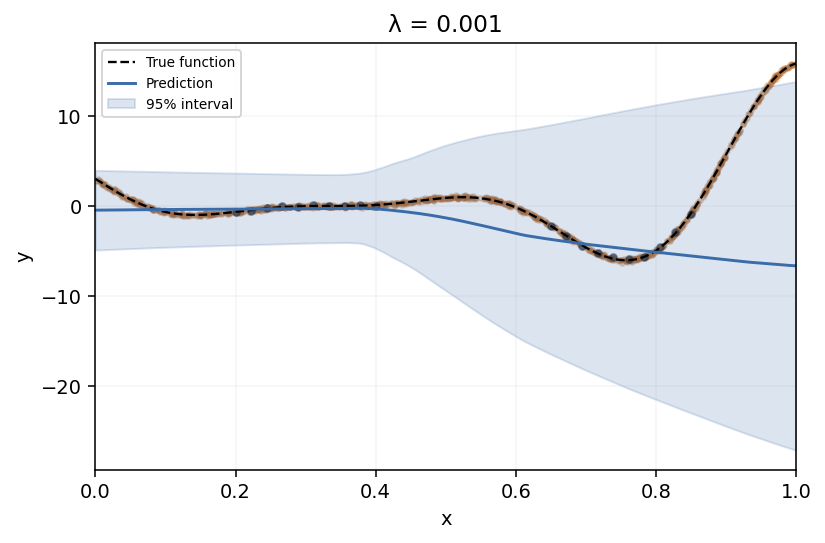 λ = 0.001
True function
Prediction
95% interval
10
0
−10
−20
y
0.0 0.2 0.4 0.6 0.8 1.0
x